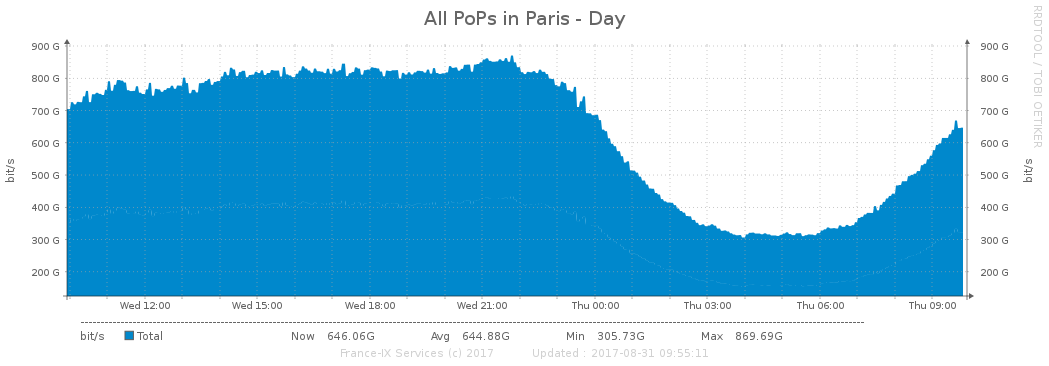 All PoPs in Paris - Day
RRDTOOL / TOBI OETIKER
bit/s
900 G 900 G
800 G 800 G
700 G 700 G
600 G 600 G
500 G 500 G
400 G 400 G
300 G 300 G
200 G 200 G
bit/s
Wed 12:00 Wed 15:00 Wed 18:00 Wed 21:00 Thu 00:00 Thu 03:00 Thu 06:00 Thu 09:00
bit/s Total Now 646.06G Avg 644.88G Min 305.73G Max 869.69G
France-IX Services (c) 2017 Updated : 2017-08-31 09:55:11